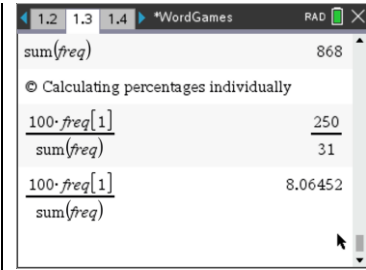 1.2 1.3 1.4 *WordGames RAD
sum(freq) 868
© Calculating percentages individually
100·freq[1] 250
sum(freq) 31
100·freq[1] 8.06452
sum(freq)